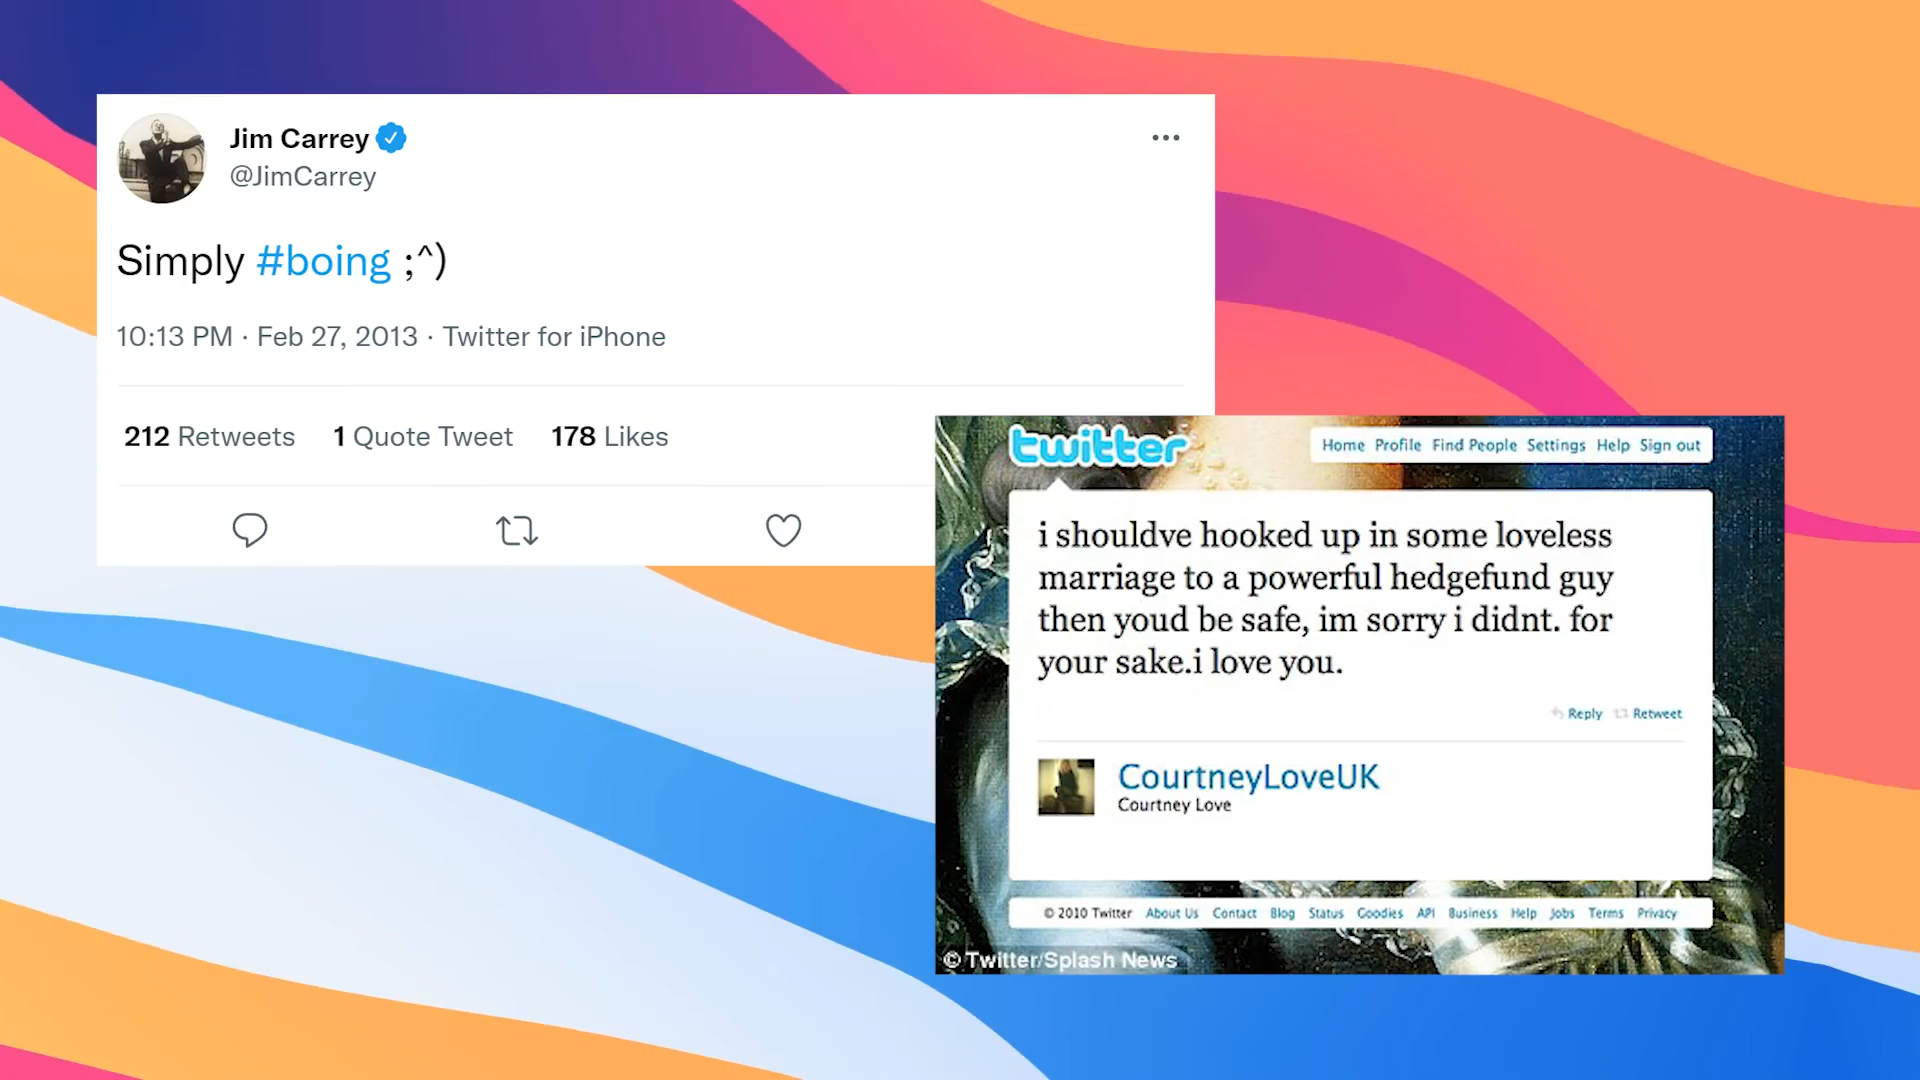 Jim Carrey
@JimCarrey
Simply #boing ;^)
10:13 PM · Feb 27, 2013 · Twitter for iPhone
212 Retweets 1 Quote Tweet 178 Likes
twitter
Home Profile Find People Settings Help Sign out
i shouldve hooked up in some loveless
marriage to a powerful hedgefund guy
then youd be safe, im sorry i didnt. for
your sake.i love you.
Reply Retweet
CourtneyLoveUK
Courtney Love
© 2010 Twitter About Us Contact Blog Status Goodies API Business Help Jobs Terms Privacy
© Twitter/Splash News